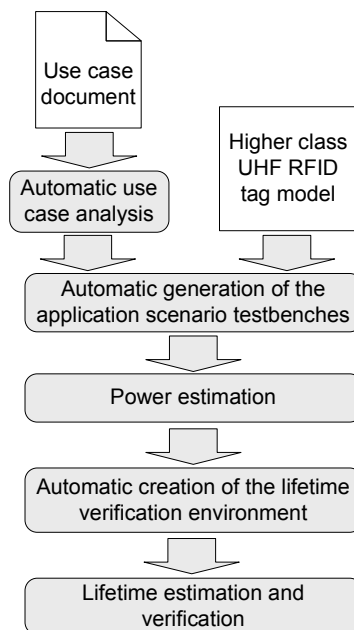 Use case
document
Higher class
UHF RFID
tag model
Automatic use
case analysis
Automatic generation of the
application scenario testbenches
Power estimation
Automatic creation of the lifetime
verification environment
Lifetime estimation and
verification